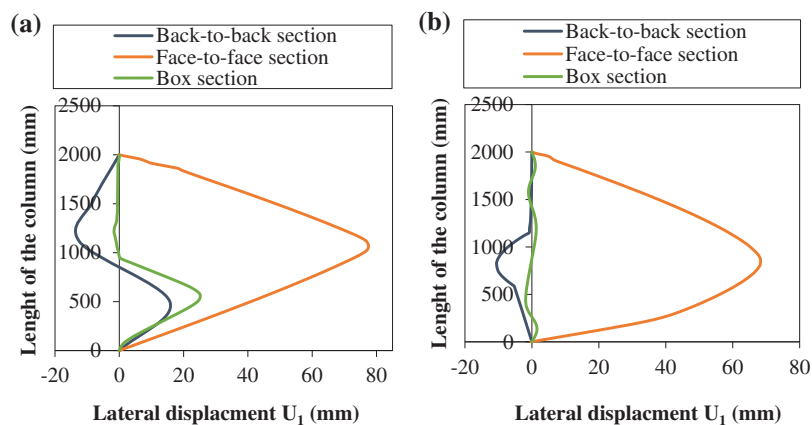 (a)
Back-to-back section
Face-to-face section
Box section
Lenght of the column (mm)
2500
2000
1500
1000
500
0
-20 0 20 40 60 80
Lateral displacment U1 (mm)
(b)
Back-to-back section
Face-to-face section
Box section
Lenght of the column (mm)
2500
2000
1500
1000
500
0
-20 0 20 40 60 80
Lateral displacment U1 (mm)